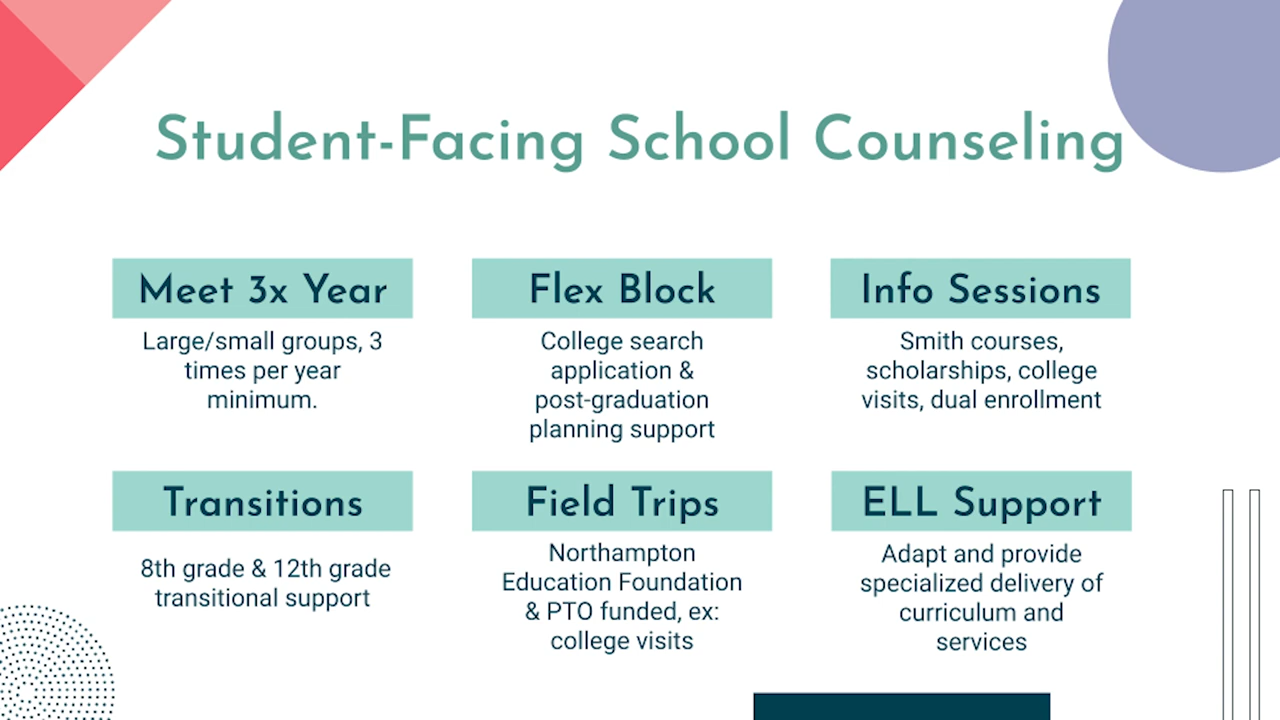 Student-Facing School Counseling
Meet 3x Year
Large/small groups, 3
times per year
minimum.
Flex Block
College search
application &
post-graduation
planning support
Info Sessions
Smith courses,
scholarships, college
visits, dual enrollment
Transitions
8th grade & 12th grade
transitional support
Field Trips
Northampton
Education Foundation
& PTO funded, ex:
college visits
ELL Support
Adapt and provide
specialized delivery of
curriculum and
services